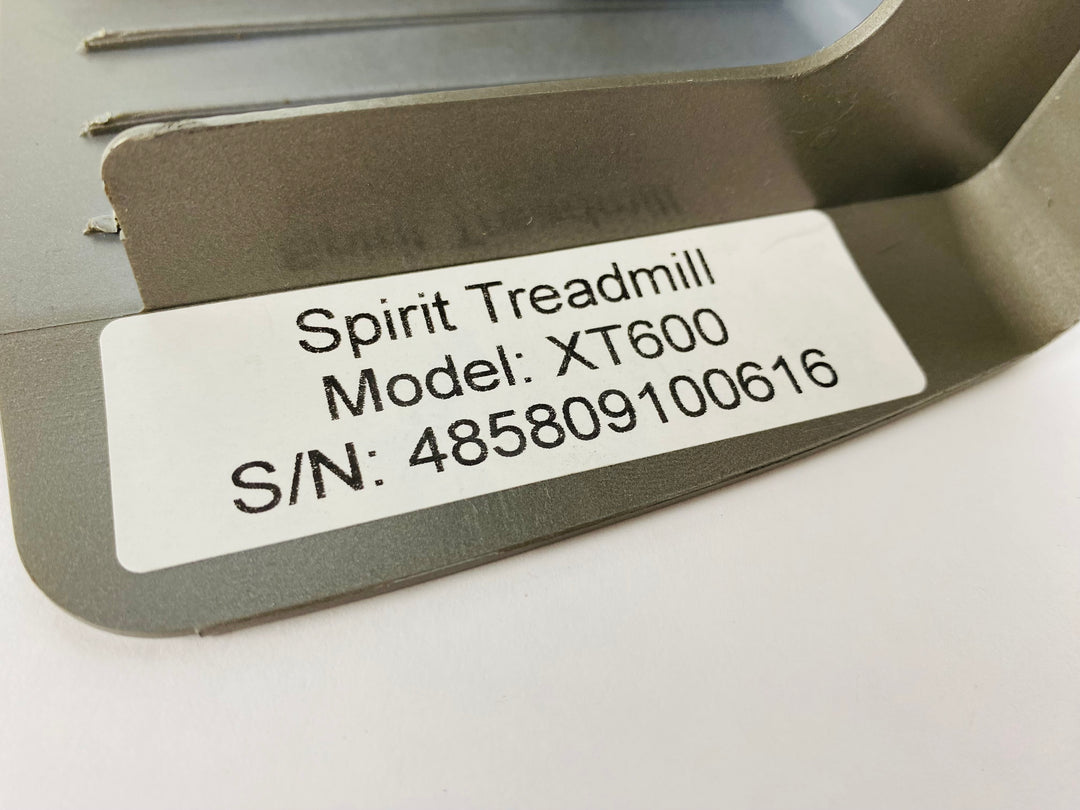 Spirit Treadmill
Model: XT600
S/N: 485809100616